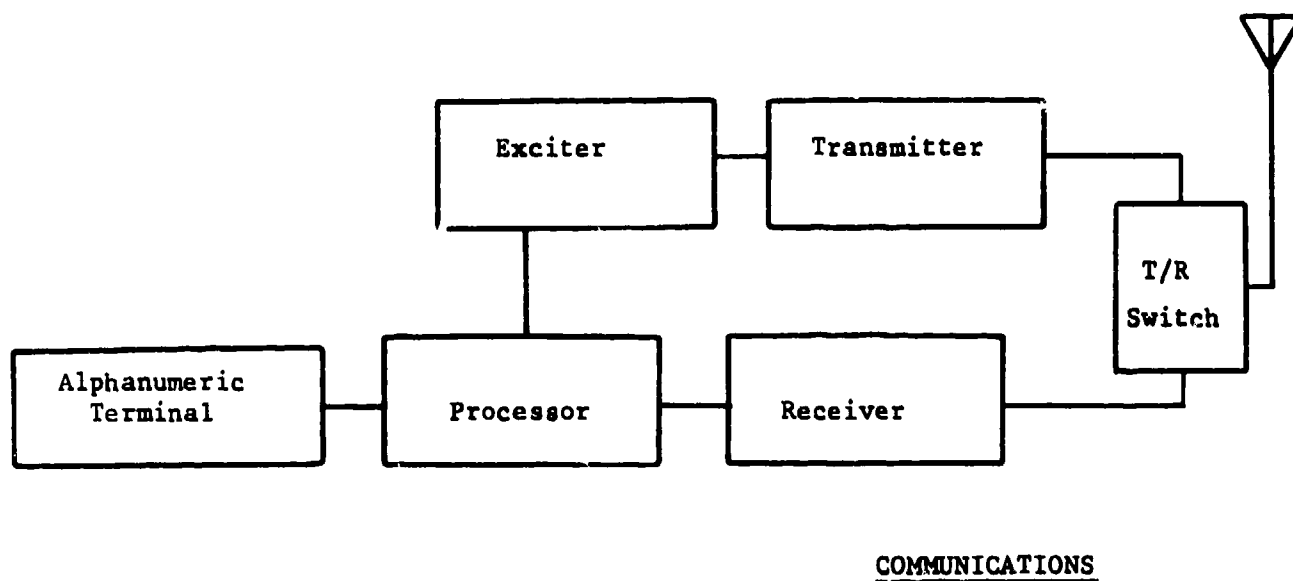 Exciter
Transmitter
T/R
Switch
Alphanumeric
Terminal
Processor
Receiver
COMMUNICATIONS